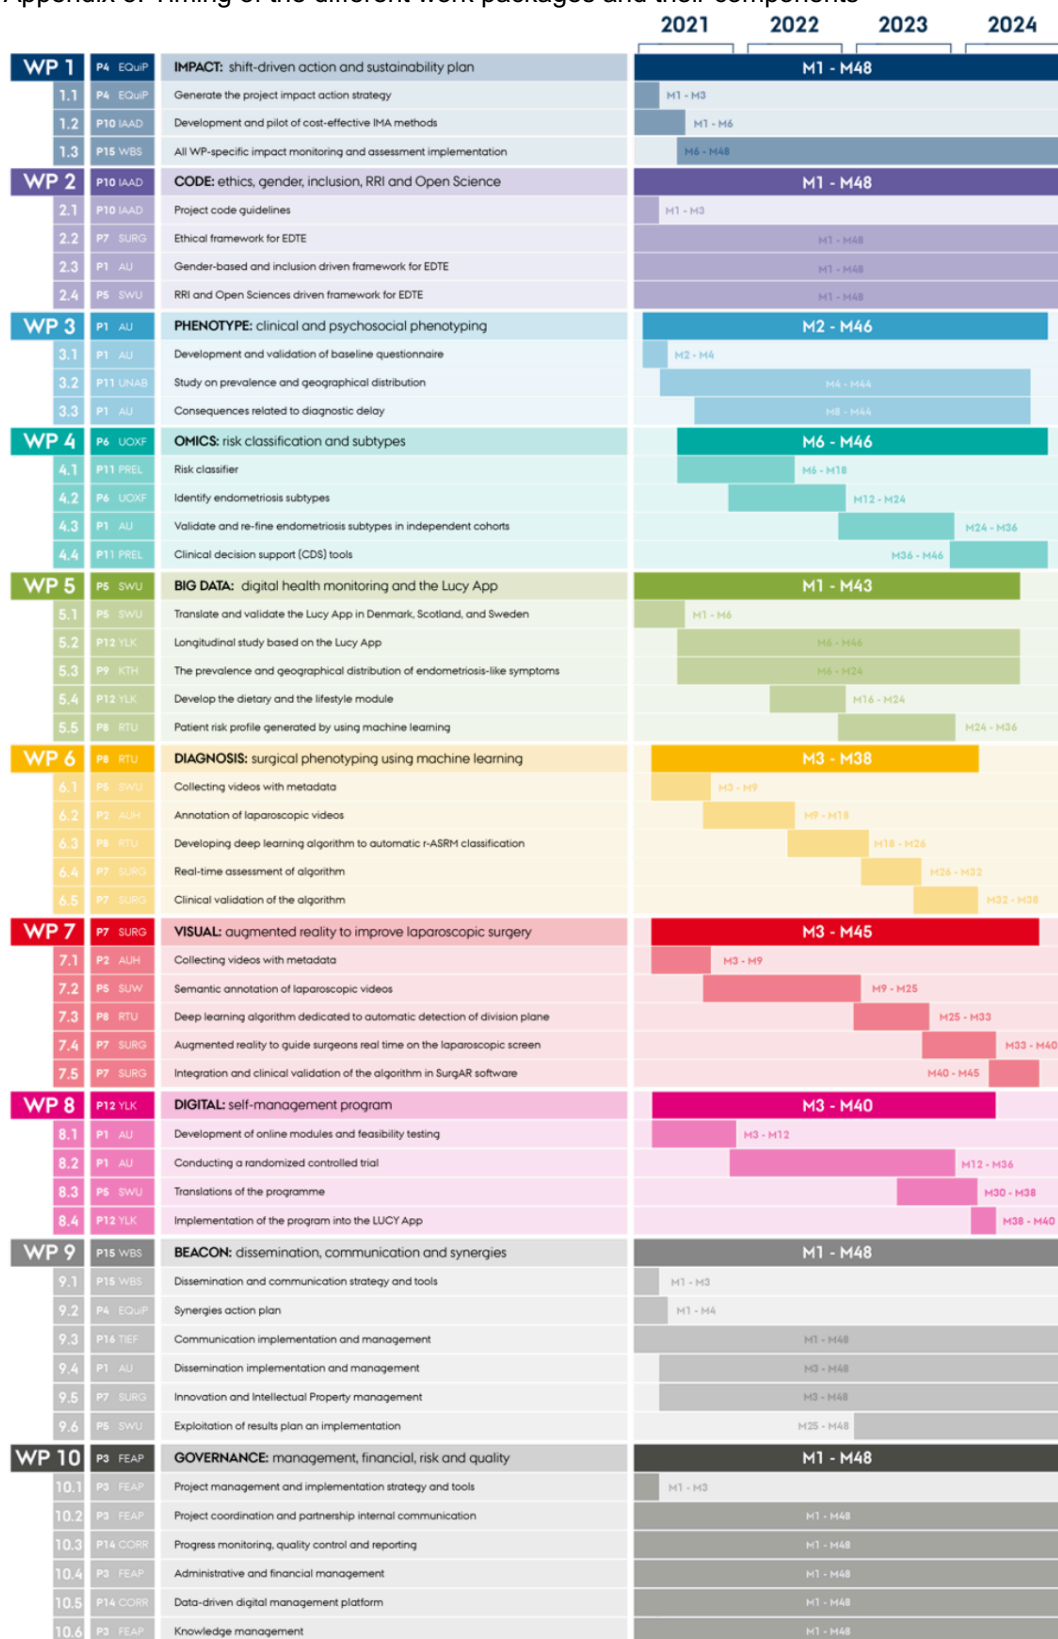 Appendix 3. Timing of the different work packages and their components
2021 2022 2023 2024
WP 1 P4 EQuiP IMPACT: shift-driven action and sustainability plan M1 - M48
1.1 P4 EQuiP Generate the project impact action strategy M1 - M3
1.2 P10 IAAD Development and pilot of cost-effective IMA methods M1 - M6
1.3 P15 WBS All WP-specific impact monitoring and assessment implementation M6 - M48
WP 2 P10 IAAD CODE: ethics, gender, inclusion, RRI and Open Science M1 - M48
2.1 P10 IAAD Project code guidelines M1 - M3
2.2 P7 SURG Ethical framework for EDTE M1 - M48
2.3 P1 AU Gender-based and inclusion driven framework for EDTE M1 - M48
2.4 P5 SWU RRI and Open Sciences driven framework for EDTE M1 - M48
WP 3 P1 AU PHENOTYPE: clinical and psychosocial phenotyping M2 - M46
3.1 P1 AU Development and validation of baseline questionnaire M2 - M4
3.2 P11 UNAB Study on prevalence and geographical distribution M4 - M44
3.3 P1 AU Consequences related to diagnostic delay M8 - M44
WP 4 P6 UOXF OMICS: risk classification and subtypes M6 - M46
4.1 P11 PREL Risk classifier M6 - M18
4.2 P6 UOXF Identify endometriosis subtypes M12 - M24
4.3 P1 AU Validate and re-fine endometriosis subtypes in independent cohorts M24 - M36
4.4 P11 PREL Clinical decision support (CDS) tools M36 - M46
WP 5 P5 SWU BIG DATA: digital health monitoring and the Lucy App M1 - M43
5.1 P5 SWU Translate and validate the Lucy App in Denmark, Scotland, and Sweden M1 - M6
5.2 P12 YLK Longitudinal study based on the Lucy App M6 - M46
5.3 P9 KTH The prevalence and geographical distribution of endometriosis-like symptoms M6 - M24
5.4 P12 YLK Develop the dietary and the lifestyle module M16 - M24
5.5 P8 RTU Patient risk profile generated by using machine learning M24 - M36
WP 6 P8 RTU DIAGNOSIS: surgical phenotyping using machine learning M3 - M38
6.1 P5 SWU Collecting videos with metadata M3 - M9
6.2 P2 AUH Annotation of laparoscopic videos M9 - M18
6.3 P8 RTU Developing deep learning algorithm to automatic r-ASRM classification M18 - M26
6.4 P7 SURG Real-time assessment of algorithm M26 - M32
6.5 P7 SURG Clinical validation of the algorithm M32 - M38
WP 7 P7 SURG VISUAL: augmented reality to improve laparoscopic surgery M3 - M45
7.1 P2 AUH Collecting videos with metadata M3 - M9
7.2 P5 SUW Semantic annotation of laparoscopic videos M9 - M25
7.3 P8 RTU Deep learning algorithm dedicated to automatic detection of division plane M25 - M33
7.4 P7 SURG Augmented reality to guide surgeons real time on the laparoscopic screen M33 - M40
7.5 P7 SURG Integration and clinical validation of the algorithm in SurgAR software M40 - M45
WP 8 P12 YLK DIGITAL: self-management program M3 - M40
8.1 P1 AU Development of online modules and feasibility testing M3 - M12
8.2 P1 AU Conducting a randomized controlled trial M12 - M36
8.3 P5 SWU Translations of the programme M30 - M38
8.4 P12 YLK Implementation of the program into the LUCY App M38 - M40
WP 9 P15 WBS BEACON: dissemination, communication and synergies M1 - M48
9.1 P15 WBS Dissemination and communication strategy and tools M1 - M3
9.2 P4 EQuiP Synergies action plan M1 - M4
9.3 P16 TIEF Communication implementation and management M1 - M48
9.4 P1 AU Dissemination implementation and management M3 - M48
9.5 P7 SURG Innovation and Intellectual Property management M3 - M48
9.6 P5 SWU Exploitation of results plan an implementation M25 - M48
WP 10 P3 FEAP GOVERNANCE: management, financial, risk and quality M1 - M48
10.1 P3 FEAP Project management and implementation strategy and tools M1 - M3
10.2 P3 FEAP Project coordination and partnership internal communication M1 - M48
10.3 P14 CORR Progress monitoring, quality control and reporting M1 - M48
10.4 P3 FEAP Administrative and financial management M1 - M48
10.5 P14 CORR Data-driven digital management platform M1 - M48
10.6 P3 FEAP Knowledge management M1 - M48